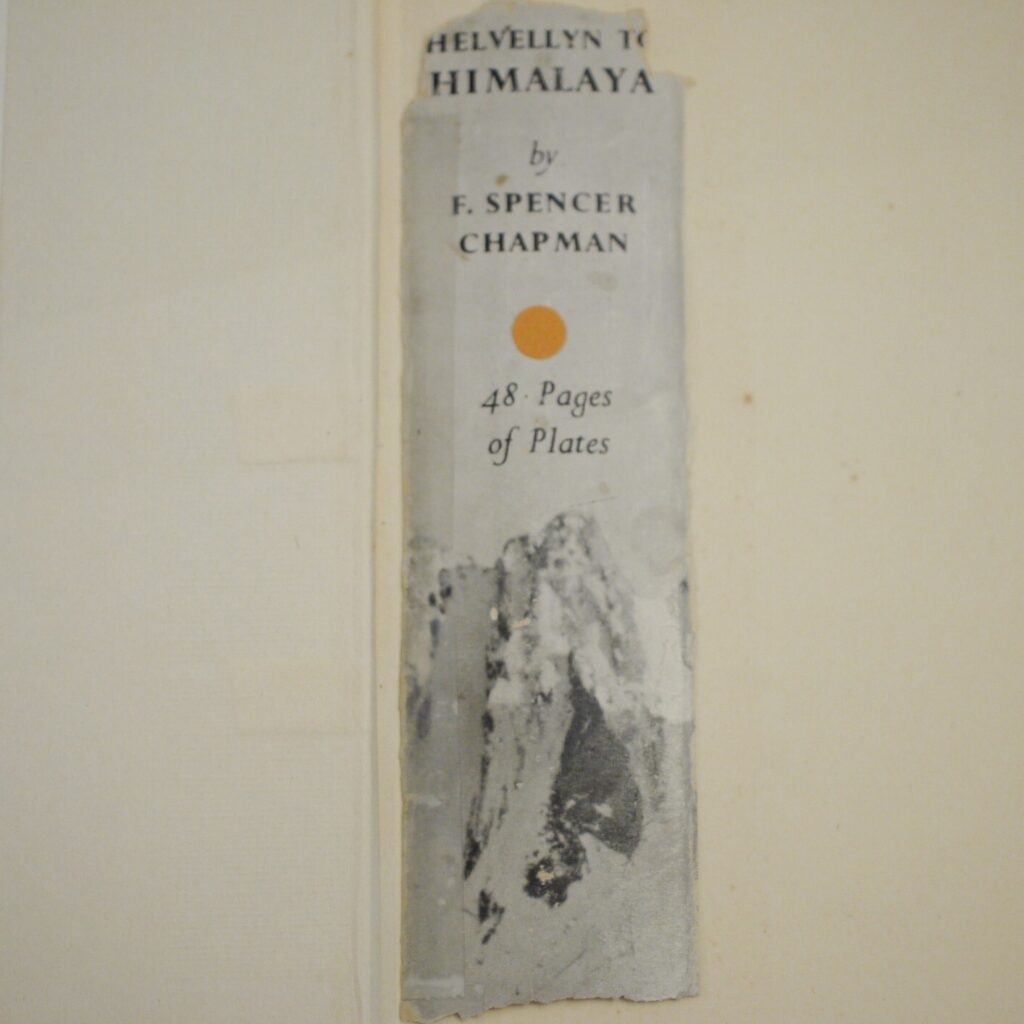 HELVELLYN TO
HIMALAYA
by
F. SPENCER
CHAPMAN
48 Pages
of Plates